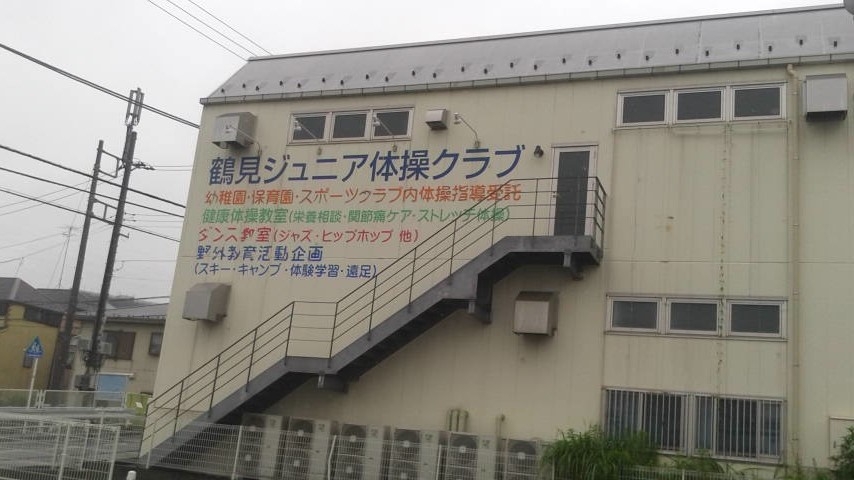 鶴見ジュニア体操クラブ
幼稚園・保育園・スポーツクラブ内体操指導受託
健康体操教室(栄養相談・関節痛ケア・ストレッチ体操)
ダンス教室(ジャズ・ヒップホップ 他)
野外教育活動企画
(スキー・キャンプ・体験学習・遠足)